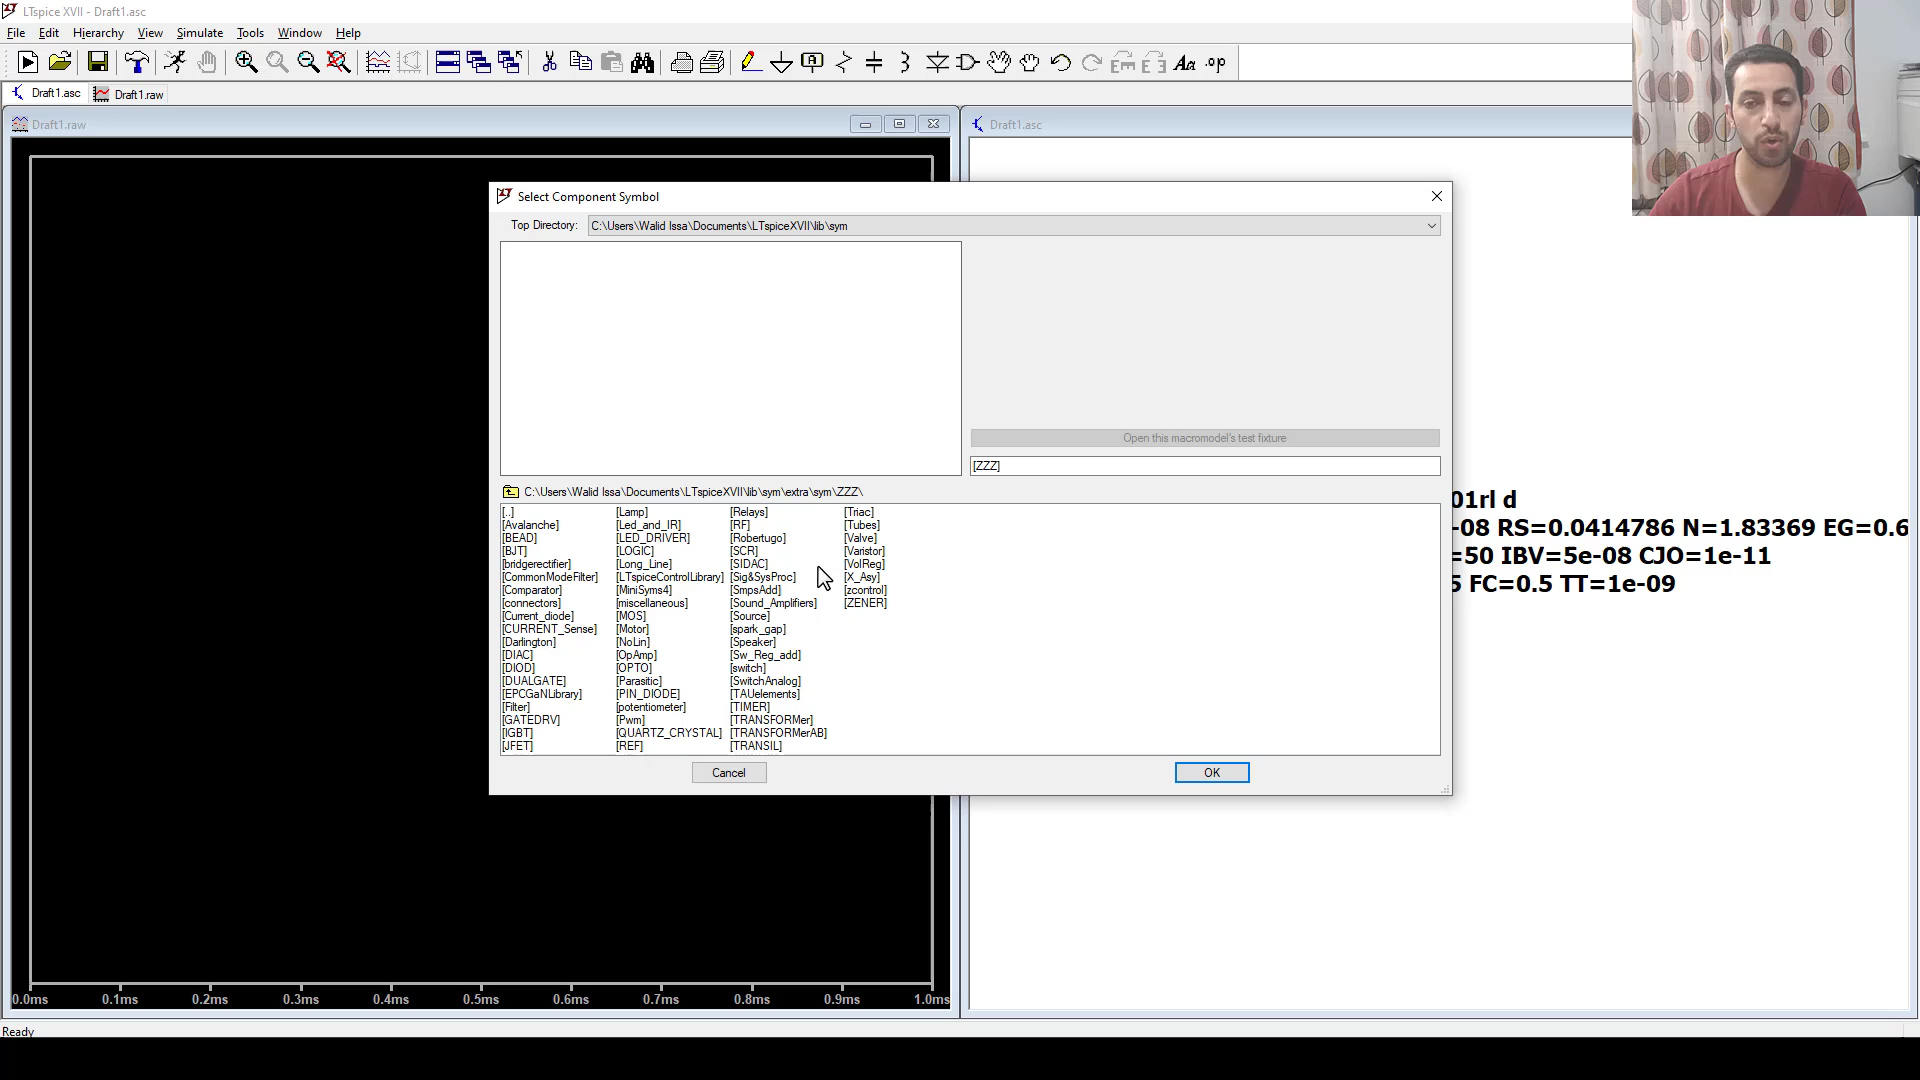 LTspice XVII - Draft1.asc
File Edit Hierarchy View Simulate Tools Window Help
Draft1.asc Draft1.raw
Draft1.raw
Draft1.asc
Select Component Symbol
Top Directory: C:\Users\Walid Issa\Documents\LTspiceXVII\lib\sym
Open this macromodel's test fixture
[ZZZ]
C:\Users\Walid Issa\Documents\LTspiceXVII\lib\sym\extra\sym\ZZZ\
[..] [Lamp] [Relays] [Triac]
[Avalanche] [Led_and_IR] [RF] [Tubes]
[BEAD] [LED_DRIVER] [Robertugo] [Valve]
[BJT] [LOGIC] [SCR] [Varistor]
[bridgerectifier] [Long_Line] [SIDAC] [VolReg]
[CommonModeFilter] [LTspiceControlLibrary] [Sig&SysProc] [X_Asy]
[Comparator] [MiniSyms4] [SmpsAdd] [zcontrol]
[connectors] [miscellaneous] [Sound_Amplifiers] [ZENER]
[Current_diode] [MOS] [Source]
[CURRENT_Sense] [Motor] [spark_gap]
[Darlington] [NoLin] [Speaker]
[DIAC] [OpAmp] [Sw_Reg_add]
[DIOD] [OPTO] [switch]
[DUALGATE] [Parasitic] [SwitchAnalog]
[EPCGaNLibrary] [PIN_DIODE] [TAUelements]
[Filter] [potentiometer] [TIMER]
[GATEDRV] [Pwm] [TRANSFORMer]
[IGBT] [QUARTZ_CRYSTAL] [TRANSFORMerAB]
[JFET] [REF] [TRANSIL]
Cancel OK
01rl d
-08 RS=0.0414786 N=1.83369 EG=0.6
=50 IBV=5e-08 CJO=1e-11
5 FC=0.5 TT=1e-09
0.0ms 0.1ms 0.2ms 0.3ms 0.4ms 0.5ms 0.6ms 0.7ms 0.8ms 0.9ms 1.0ms
Ready